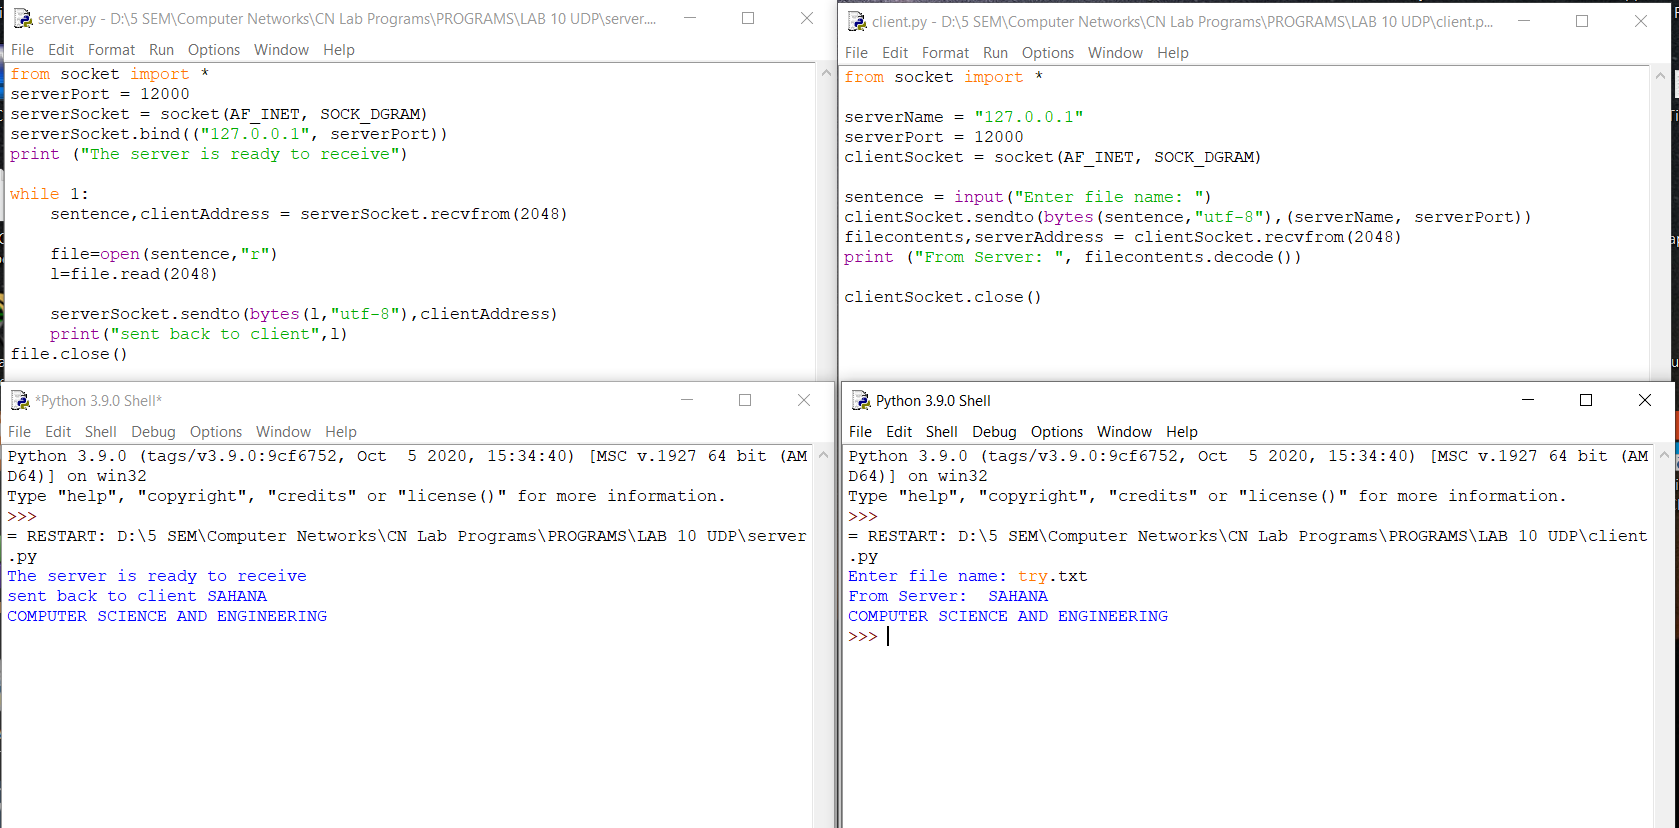 server.py - D:\5 SEM\Computer Networks\CN Lab Programs\PROGRAMS\LAB 10 UDP\server....
File Edit Format Run Options Window Help
from socket import *
serverPort = 12000
serverSocket = socket(AF_INET, SOCK_DGRAM)
serverSocket.bind(("127.0.0.1", serverPort))
print ("The server is ready to receive")
while 1:
    sentence,clientAddress = serverSocket.recvfrom(2048)
    file=open(sentence,"r")
    l=file.read(2048)
    serverSocket.sendto(bytes(l,"utf-8"),clientAddress)
    print("sent back to client",l)
file.close()
client.py - D:\5 SEM\Computer Networks\CN Lab Programs\PROGRAMS\LAB 10 UDP\client.p...
File Edit Format Run Options Window Help
from socket import *
serverName = "127.0.0.1"
serverPort = 12000
clientSocket = socket(AF_INET, SOCK_DGRAM)
sentence = input("Enter file name: ")
clientSocket.sendto(bytes(sentence,"utf-8"),(serverName, serverPort))
filecontents,serverAddress = clientSocket.recvfrom(2048)
print ("From Server: ", filecontents.decode())
clientSocket.close()
*Python 3.9.0 Shell*
File Edit Shell Debug Options Window Help
Python 3.9.0 (tags/v3.9.0:9cf6752, Oct  5 2020, 15:34:40) [MSC v.1927 64 bit (AM
D64)] on win32
Type "help", "copyright", "credits" or "license()" for more information.
>>>
= RESTART: D:\5 SEM\Computer Networks\CN Lab Programs\PROGRAMS\LAB 10 UDP\server
.py
The server is ready to receive
sent back to client SAHANA
COMPUTER SCIENCE AND ENGINEERING
Python 3.9.0 Shell
File Edit Shell Debug Options Window Help
Python 3.9.0 (tags/v3.9.0:9cf6752, Oct  5 2020, 15:34:40) [MSC v.1927 64 bit (AM
D64)] on win32
Type "help", "copyright", "credits" or "license()" for more information.
>>>
= RESTART: D:\5 SEM\Computer Networks\CN Lab Programs\PROGRAMS\LAB 10 UDP\client
.py
Enter file name: try.txt
From Server:  SAHANA
COMPUTER SCIENCE AND ENGINEERING
>>>